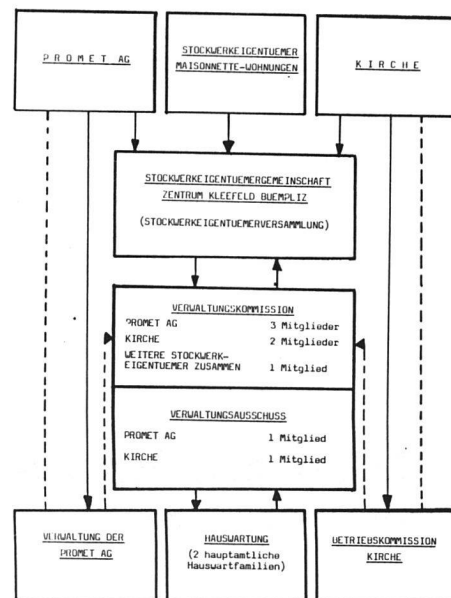 PROMET AG
STOCKWERKEIGENTUEMER
MAISONNETTE-WOHNUNGEN
KIRCHE
STOCKWERKEIGENTUEMERGEMEINSCHAFT
ZENTRUM KLEEFELD BUEMPLIZ
(STOCKWERKEIGENTUEMERVERSAMMLUNG)
VERWALTUNGSKOMMISSION
PROMET AG 3 Mitglieder
KIRCHE 2 Mitglieder
WEITERE STOCKWERK-
EIGENTUEMER ZUSAMMEN 1 Mitglied
VERWALTUNGSAUSSCHUSS
PROMET AG 1 Mitglied
KIRCHE 1 Mitglied
VERWALTUNG DER
PROMET AG
HAUSWARTUNG
(2 hauptamtliche
Hauswartfamilien)
BETRIEBSKOMMISSION
KIRCHE